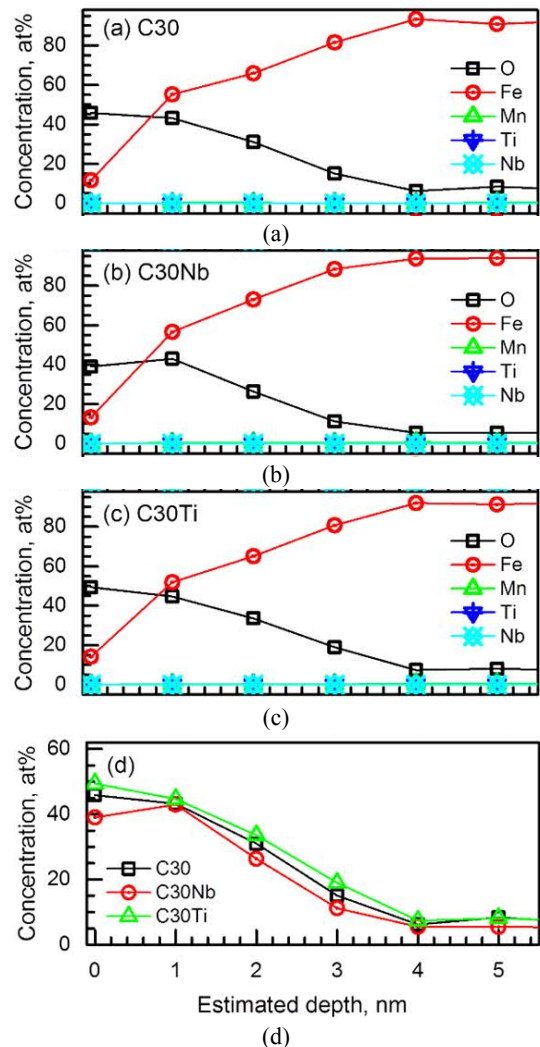 (a) C30
Concentration, at%
80
60
40
20
0
O
Fe
Mn
Ti
Nb
(a)
(b) C30Nb
Concentration, at%
80
60
40
20
0
O
Fe
Mn
Ti
Nb
(b)
(c) C30Ti
Concentration, at%
80
60
40
20
0
O
Fe
Mn
Ti
Nb
(c)
(d)
Concentration, at%
60
40
20
0
C30
C30Nb
C30Ti
0 1 2 3 4 5
Estimated depth, nm
(d)